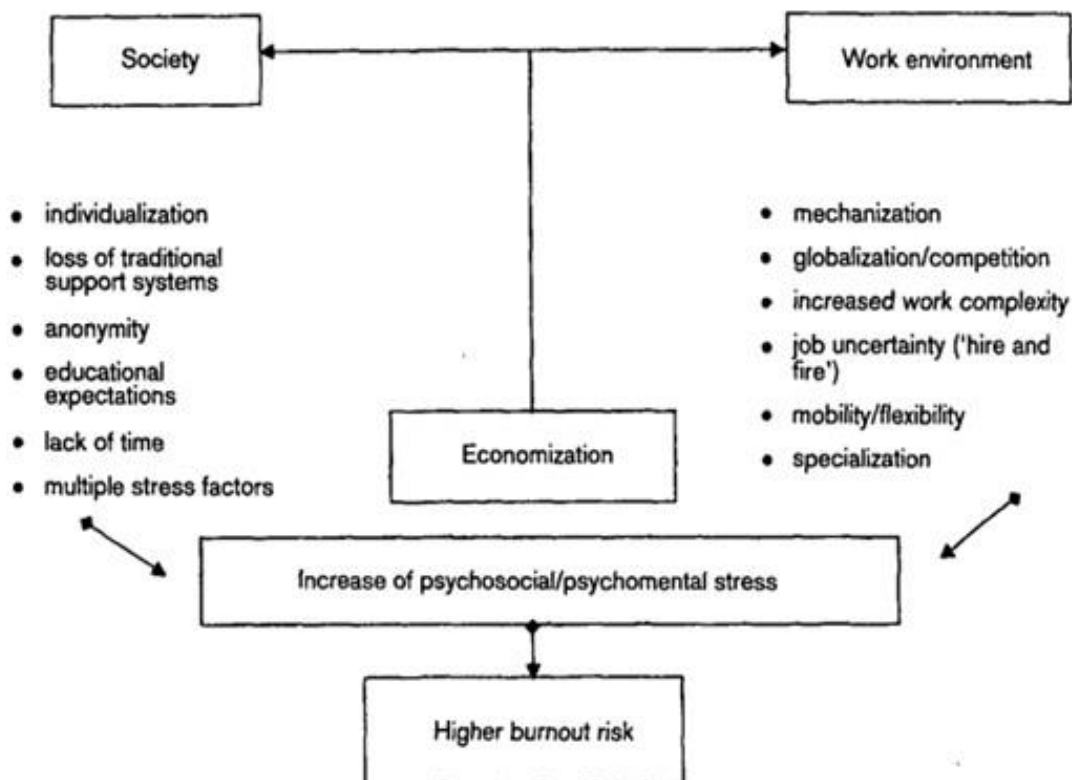 Society
Work environment
• individualization
• loss of traditional
support systems
• anonymity
• educational
expectations
• lack of time
• multiple stress factors
• mechanization
• globalization/competition
• increased work complexity
• job uncertainty ('hire and
fire')
• mobility/flexibility
• specialization
Economization
Increase of psychosocial/psychomental stress
Higher burnout risk